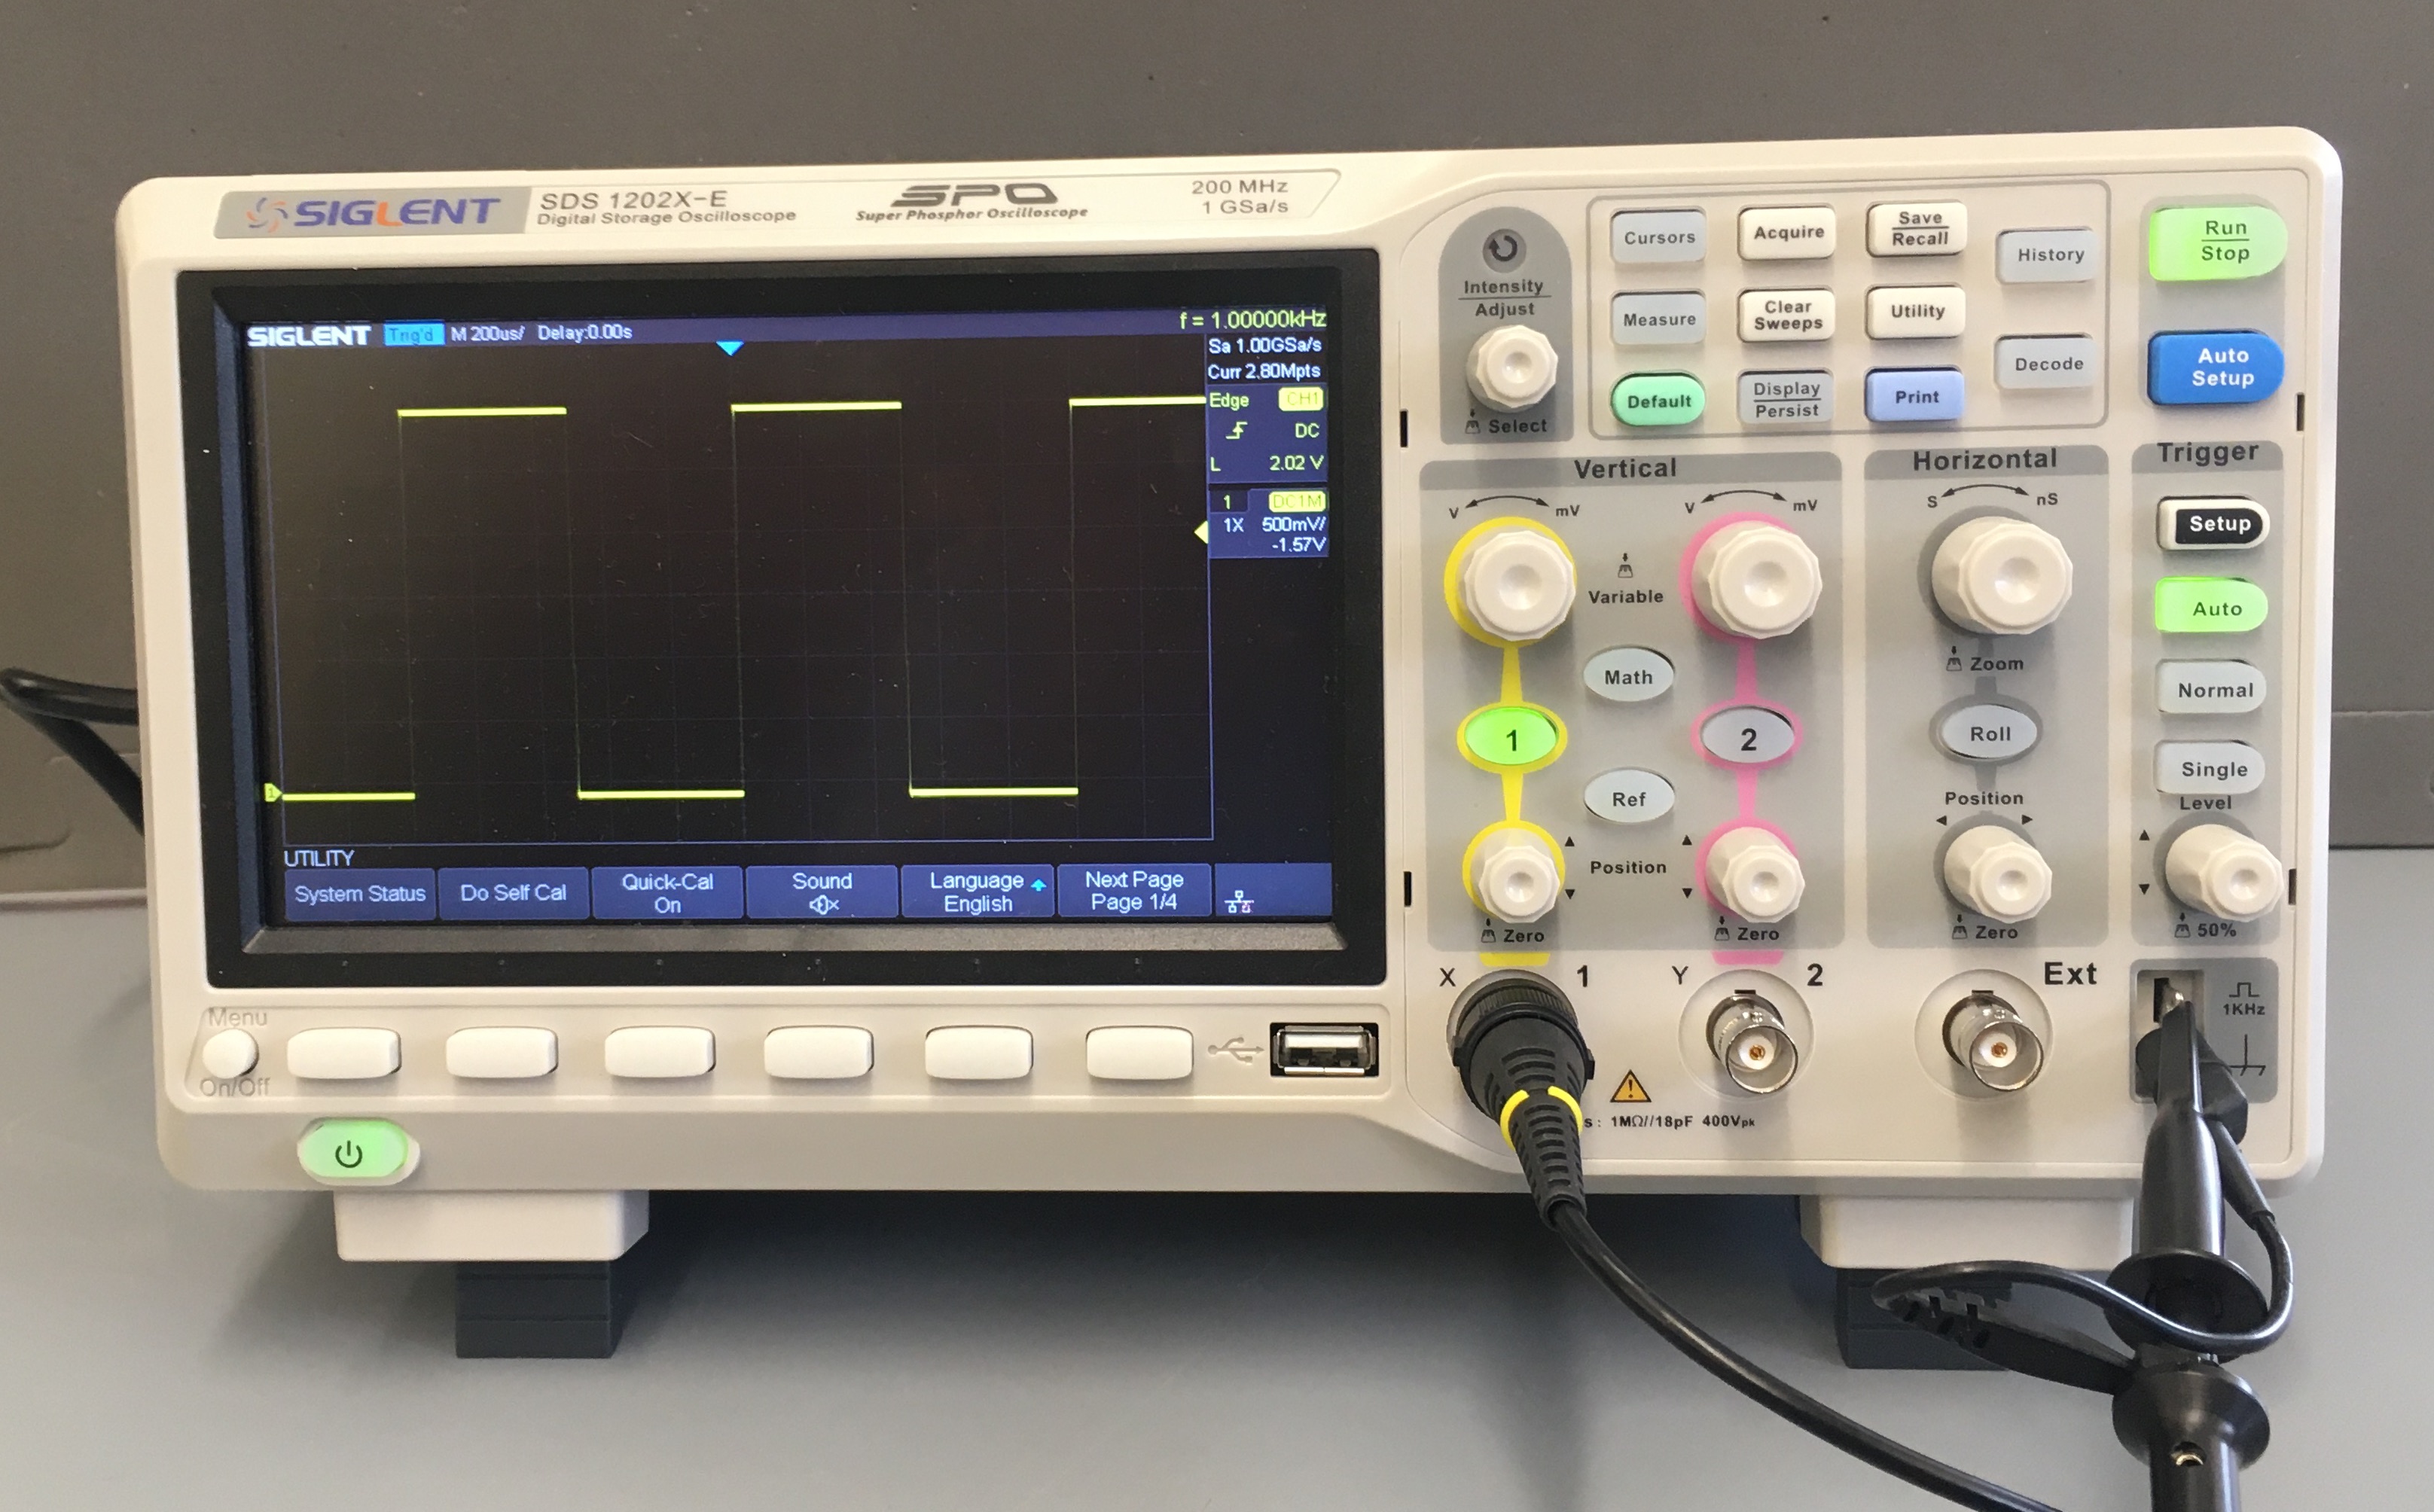 SIGLENT
SDS 1202X-E
Digital Storage Oscilloscope
SPO
Super Phosphor Oscilloscope
200 MHz
1 GSa/s
SIGLENT Trig'd M 200us/ Delay:0.00s
f = 1.00000kHz
Sa 1.00GSa/s
Curr 2.80Mpts
Edge CH1
DC
L 2.02 V
1 DC1M
1X 500mV/
-1.57V
1
UTILITY
System Status
Do Self Cal
Quick-Cal
On
Sound
Language
English
Next Page
Page 1/4
Menu
On/Off
Intensity
Adjust
Select
Cursors
Acquire
Save
Recall
History
Measure
Clear
Sweeps
Utility
Decode
Default
Display
Persist
Print
Run
Stop
Auto
Setup
Vertical
V mV
V mV
Variable
Math
1
2
Ref
Position
Zero
Zero
Horizontal
S nS
Zoom
Roll
Position
Zero
Trigger
Setup
Auto
Normal
Single
Level
50%
X 1
Y 2
Ext
1KHz
s: 1MΩ//18pF 400Vpk